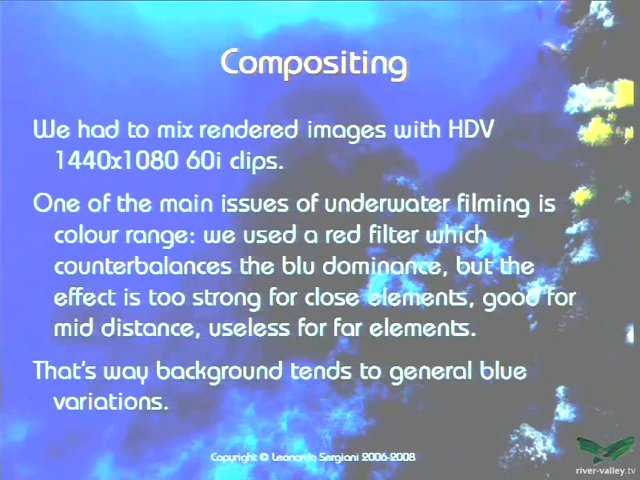 Compositing
We had to mix rendered images with HDV
1440x1080 60i clips.
One of the main issues of underwater filming is
colour range: we used a red filter which
counterbalances the blu dominance, but the
effect is too strong for close elements, good for
mid distance, useless for far elements.
That's way background tends to general blue
variations.
Copyright © Leonardo Sergiani 2006-2008
river-valley.tv